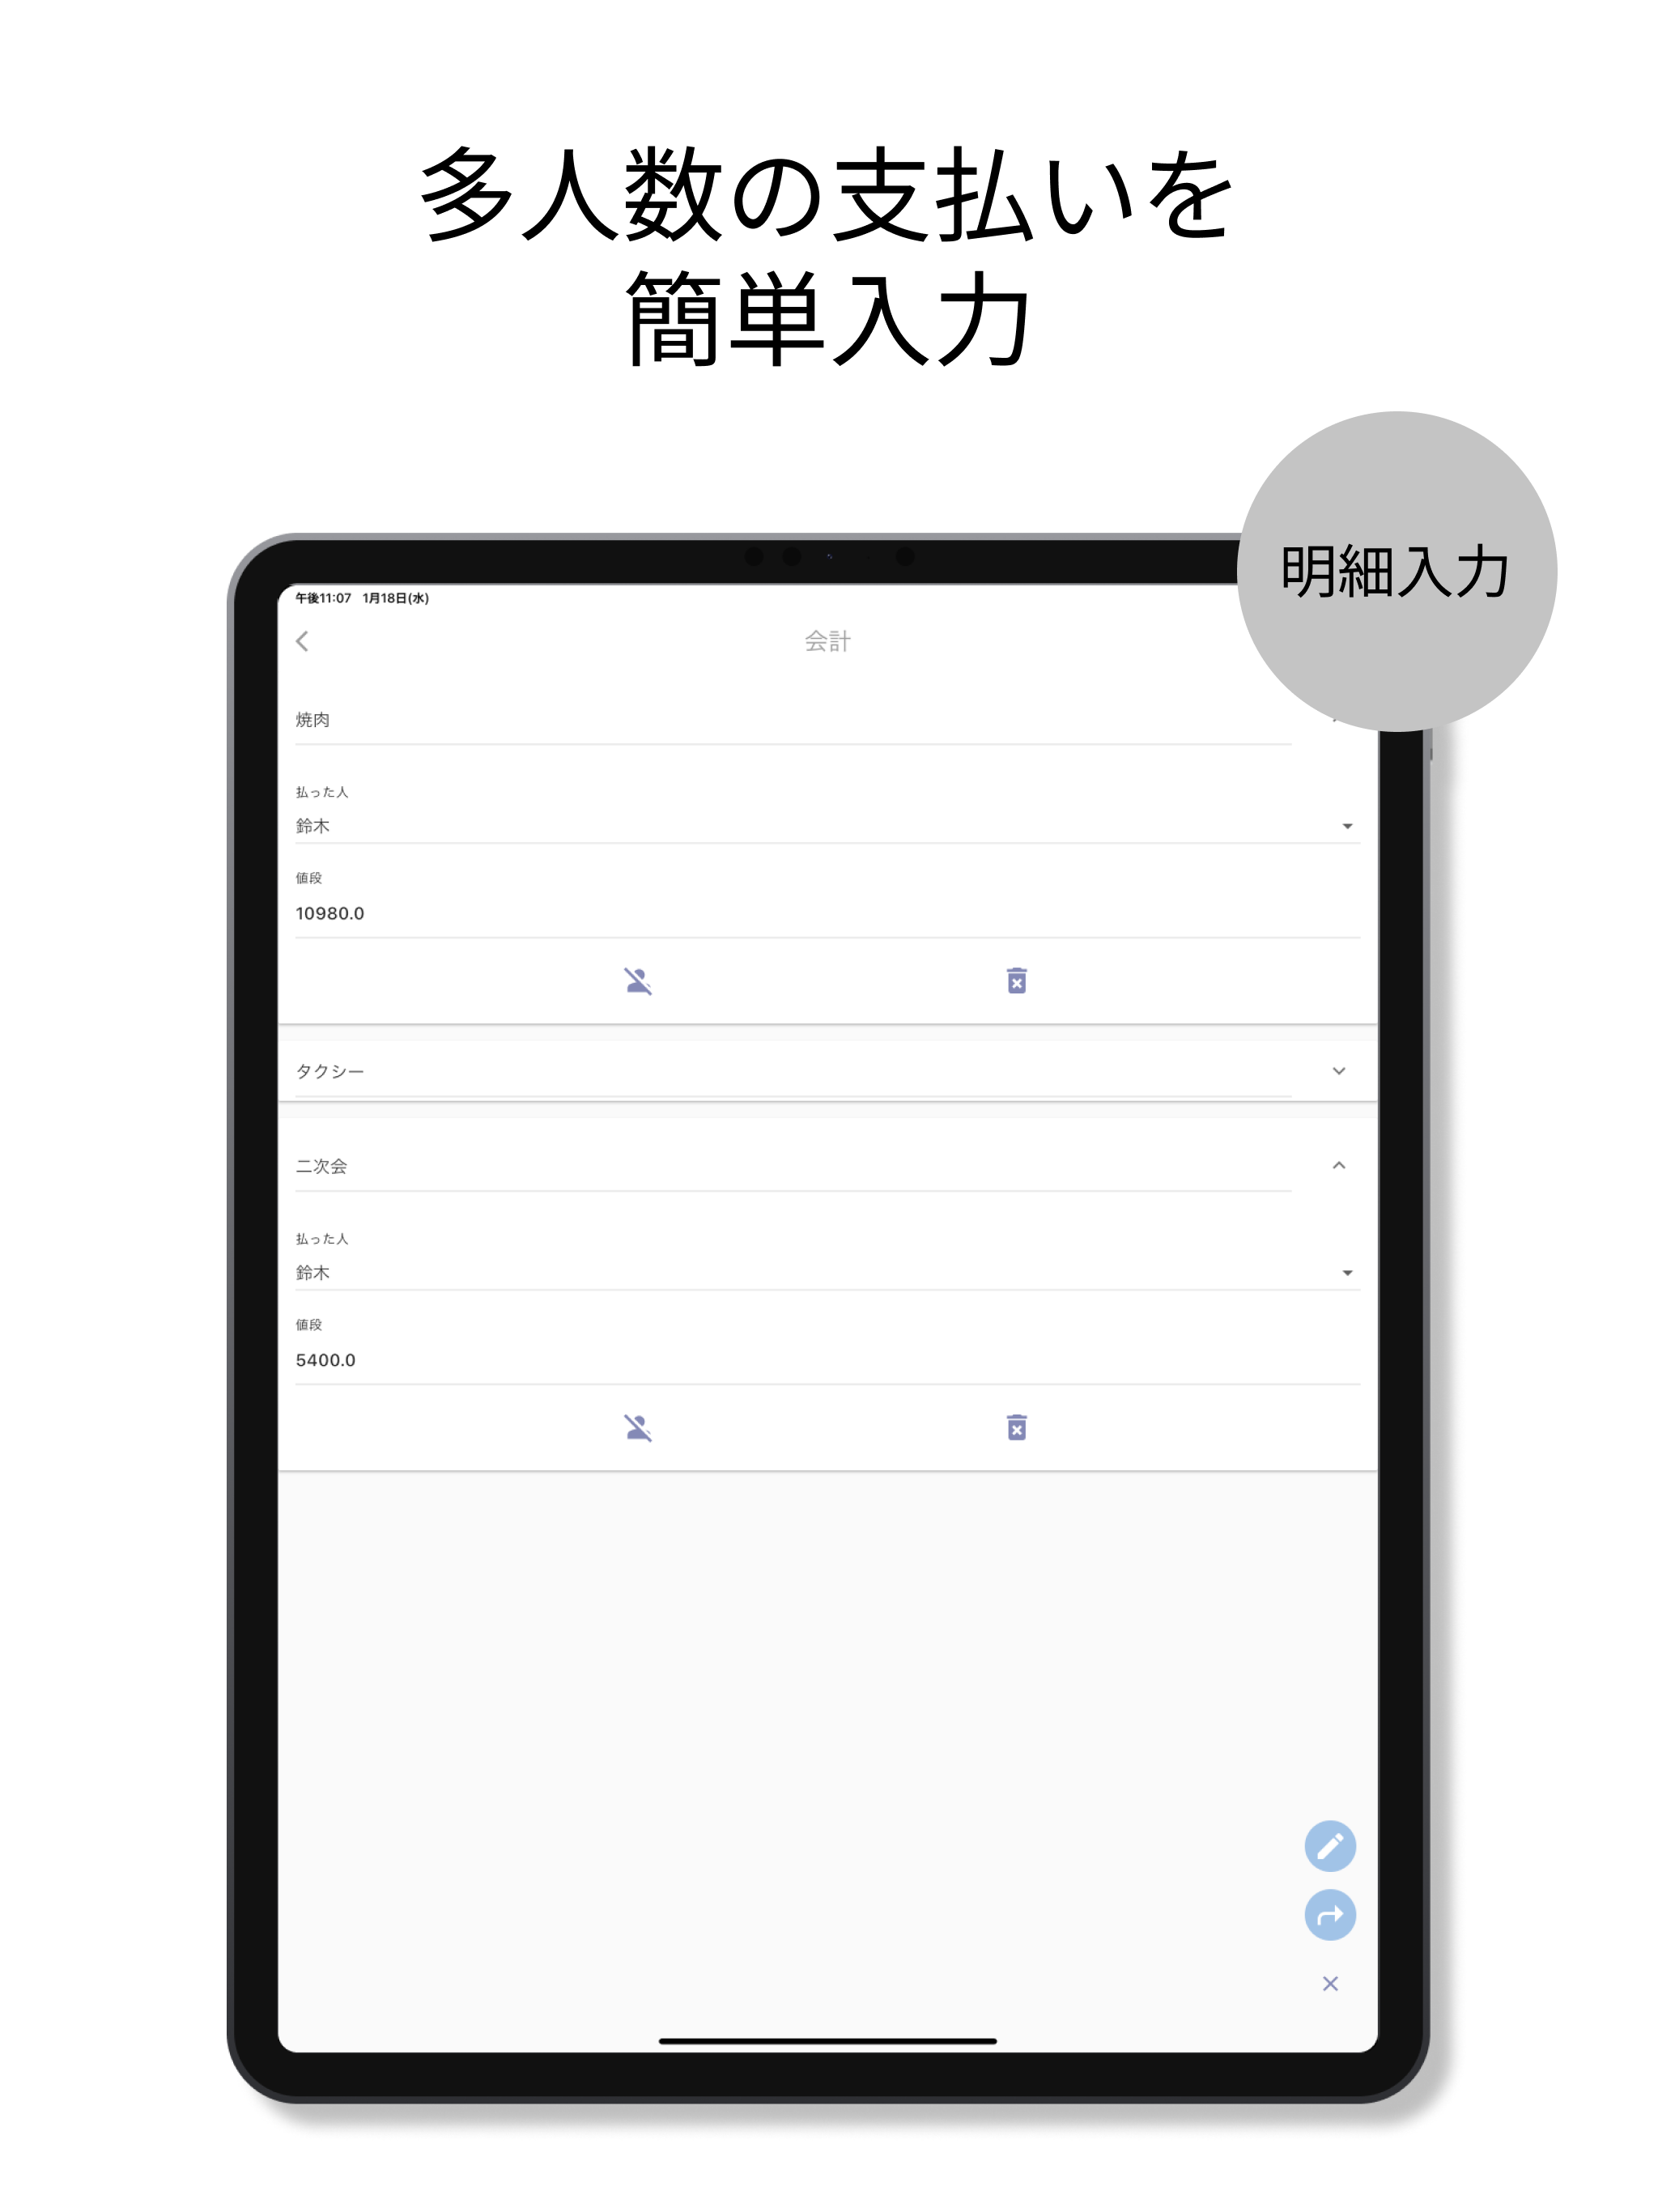 多人数の支払いを
簡単入力
明細入力
午後11:07 1月18日(水)
会計
焼肉
払った人
鈴木
値段
10980.0
タクシー
二次会
払った人
鈴木
値段
5400.0